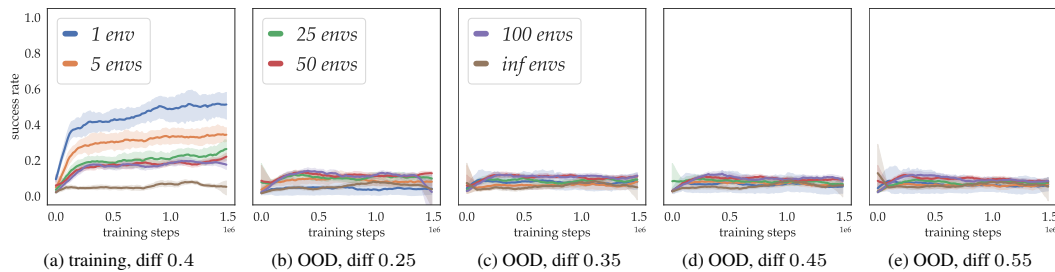 1.0
0.8
0.6
0.4
0.2
0.0
success rate
1 env
5 envs
25 envs
50 envs
100 envs
inf envs
0.0 0.5 1.0 1.5
1e6
training steps
0.0 0.5 1.0 1.5
1e6
training steps
0.0 0.5 1.0 1.5
1e6
training steps
0.0 0.5 1.0 1.5
1e6
training steps
0.0 0.5 1.0 1.5
1e6
training steps
(a) training, diff 0.4
(b) OOD, diff 0.25
(c) OOD, diff 0.35
(d) OOD, diff 0.45
(e) OOD, diff 0.55